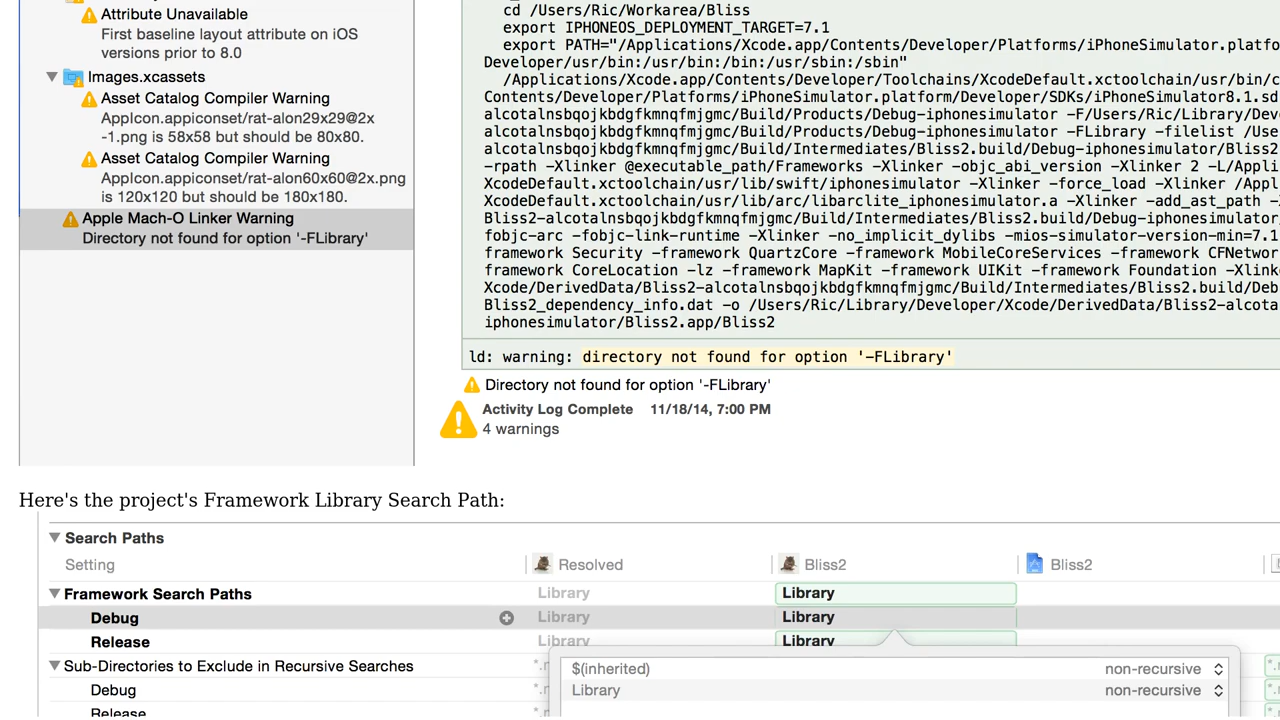 Attribute Unavailable
First baseline layout attribute on iOS
versions prior to 8.0
Images.xcassets
Asset Catalog Compiler Warning
AppIcon.appiconset/rat-alon29x29@2x
-1.png is 58x58 but should be 80x80.
Asset Catalog Compiler Warning
AppIcon.appiconset/rat-alon60x60@2x.png
is 120x120 but should be 180x180.
Apple Mach-O Linker Warning
Directory not found for option '-FLibrary'
cd /Users/Ric/Workarea/Bliss
export IPHONEOS_DEPLOYMENT_TARGET=7.1
export PATH="/Applications/Xcode.app/Contents/Developer/Platforms/iPhoneSimulator.platfo
Developer/usr/bin:/usr/bin:/bin:/usr/sbin:/sbin"
/Applications/Xcode.app/Contents/Developer/Toolchains/XcodeDefault.xctoolchain/usr/bin/c
Contents/Developer/Platforms/iPhoneSimulator.platform/Developer/SDKs/iPhoneSimulator8.1.sd
alcotalnsbqojkbdgfkmnqfmjgmc/Build/Products/Debug-iphonesimulator -F/Users/Ric/Library/Dev
alcotalnsbqojkbdgfkmnqfmjgmc/Build/Products/Debug-iphonesimulator -FLibrary -filelist /Use
alcotalnsbqojkbdgfkmnqfmjgmc/Build/Intermediates/Bliss2.build/Debug-iphonesimulator/Bliss2
-rpath -Xlinker @executable_path/Frameworks -Xlinker -objc_abi_version -Xlinker 2 -L/Appli
XcodeDefault.xctoolchain/usr/lib/swift/iphonesimulator -Xlinker -force_load -Xlinker /Appl
XcodeDefault.xctoolchain/usr/lib/arc/libarclite_iphonesimulator.a -Xlinker -add_ast_path -X
Bliss2-alcotalnsbqojkbdgfkmnqfmjgmc/Build/Intermediates/Bliss2.build/Debug-iphonesimulator/
fobjc-arc -fobjc-link-runtime -Xlinker -no_implicit_dylibs -mios-simulator-version-min=7.1
framework Security -framework QuartzCore -framework MobileCoreServices -framework CFNetwor
framework CoreLocation -lz -framework MapKit -framework UIKit -framework Foundation -Xlink
Xcode/DerivedData/Bliss2-alcotalnsbqojkbdgfkmnqfmjgmc/Build/Intermediates/Bliss2.build/Deb
Bliss2_dependency_info.dat -o /Users/Ric/Library/Developer/Xcode/DerivedData/Bliss2-alcota
iphonesimulator/Bliss2.app/Bliss2
ld: warning: directory not found for option '-FLibrary'
Directory not found for option '-FLibrary'
Activity Log Complete 11/18/14, 7:00 PM
4 warnings
Here's the project's Framework Library Search Path:
Search Paths
Setting Resolved Bliss2 Bliss2
Framework Search Paths Library Library
Debug Library Library
Release Library Library
Sub-Directories to Exclude in Recursive Searches
$(inherited) non-recursive
Debug
Library non-recursive
Release